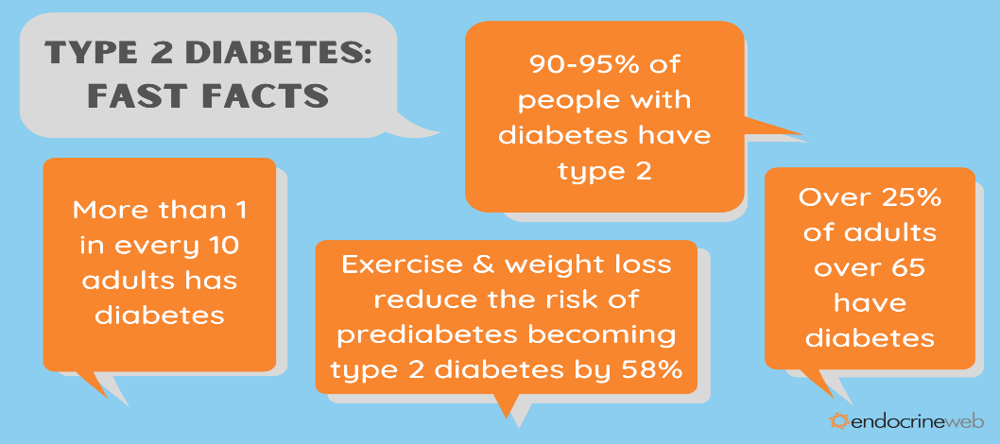 TYPE 2 DIABETES:
FAST FACTS
90-95% of
people with
diabetes have
type 2
More than 1
in every 10
adults has
diabetes
Exercise & weight loss
reduce the risk of
prediabetes becoming
type 2 diabetes by 58%
Over 25%
of adults
over 65
have
diabetes
endocrineweb